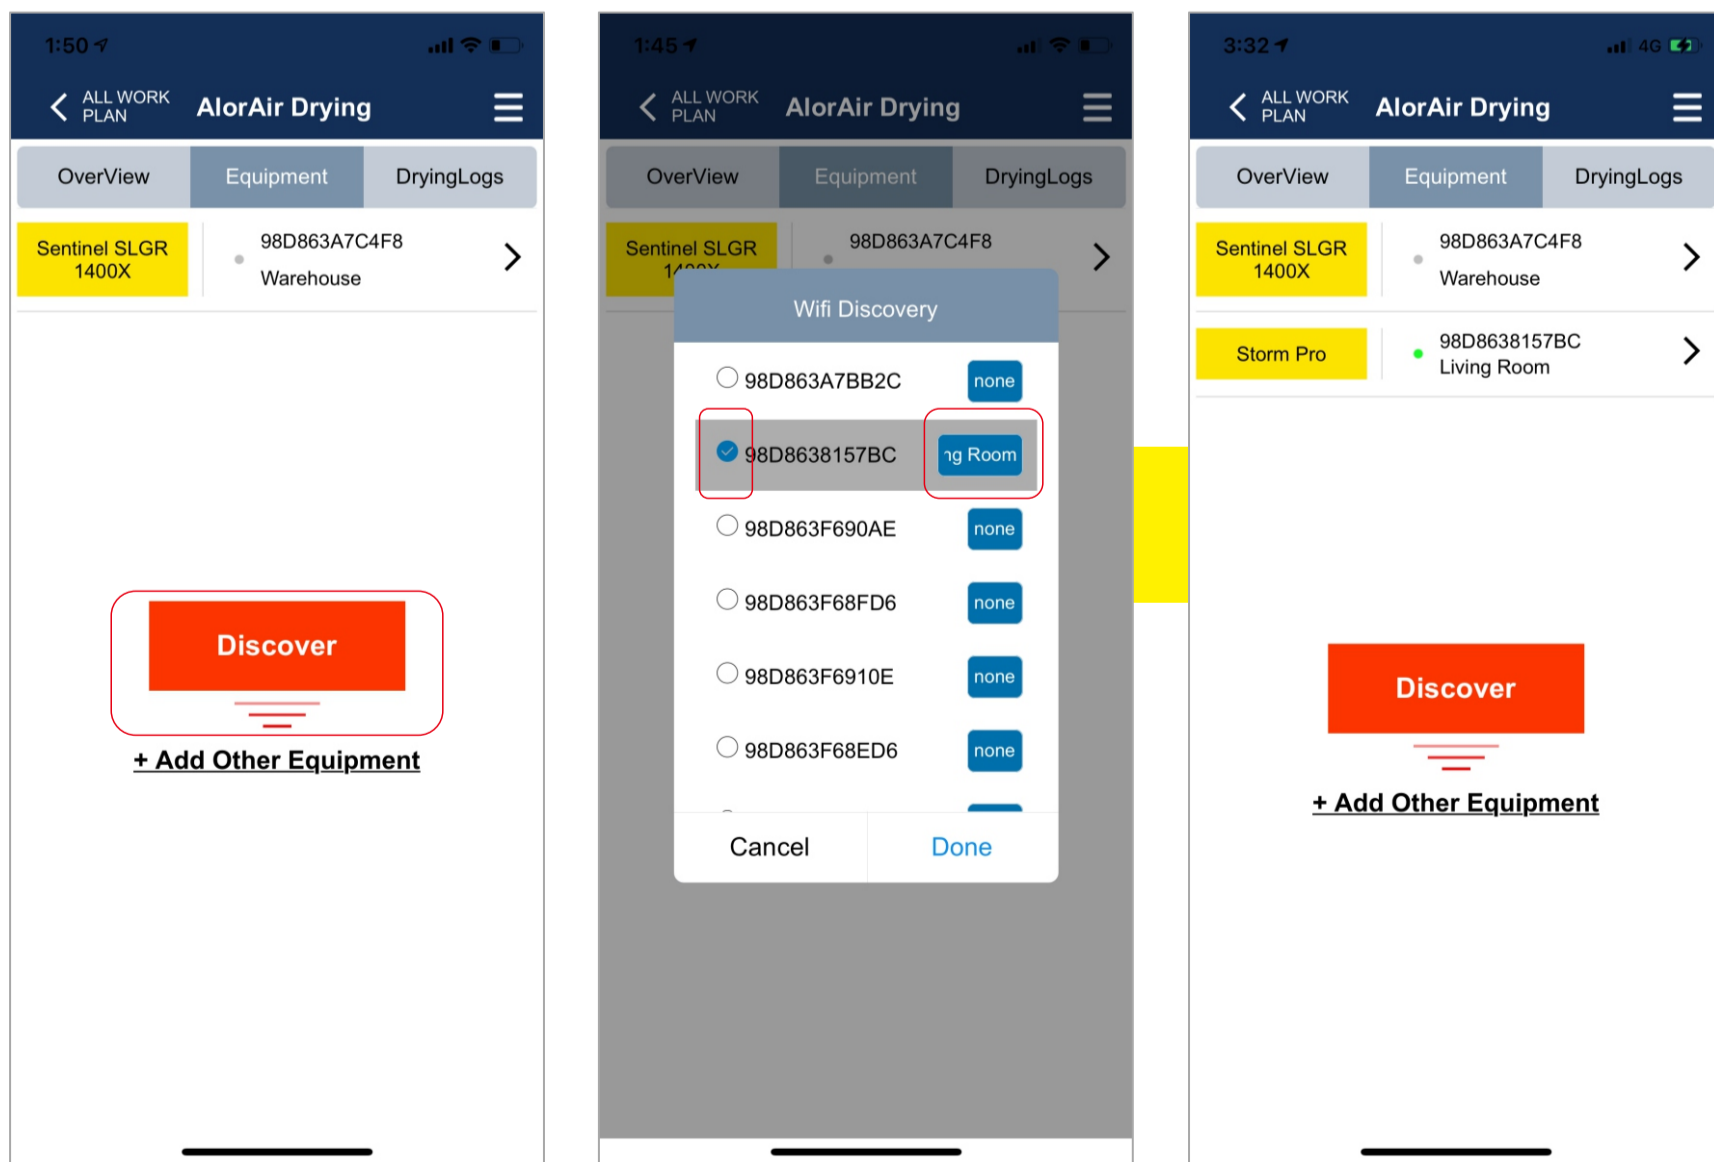 1:50
ALL WORK
PLAN
AlorAir Drying
OverView
Equipment
DryingLogs
Sentinel SLGR
1400X
98D863A7C4F8
Warehouse
Discover
+ Add Other Equipment
1:45
ALL WORK
PLAN
AlorAir Drying
OverView
Equipment
DryingLogs
Sentinel SLGR
1400X
98D863A7C4F8
Wifi Discovery
98D863A7BB2C
none
98D8638157BC
ng Room
98D863F690AE
none
98D863F68FD6
none
98D863F6910E
none
98D863F68ED6
none
Cancel
Done
3:32
4G
ALL WORK
PLAN
AlorAir Drying
OverView
Equipment
DryingLogs
Sentinel SLGR
1400X
98D863A7C4F8
Warehouse
Storm Pro
98D8638157BC
Living Room
Discover
+ Add Other Equipment